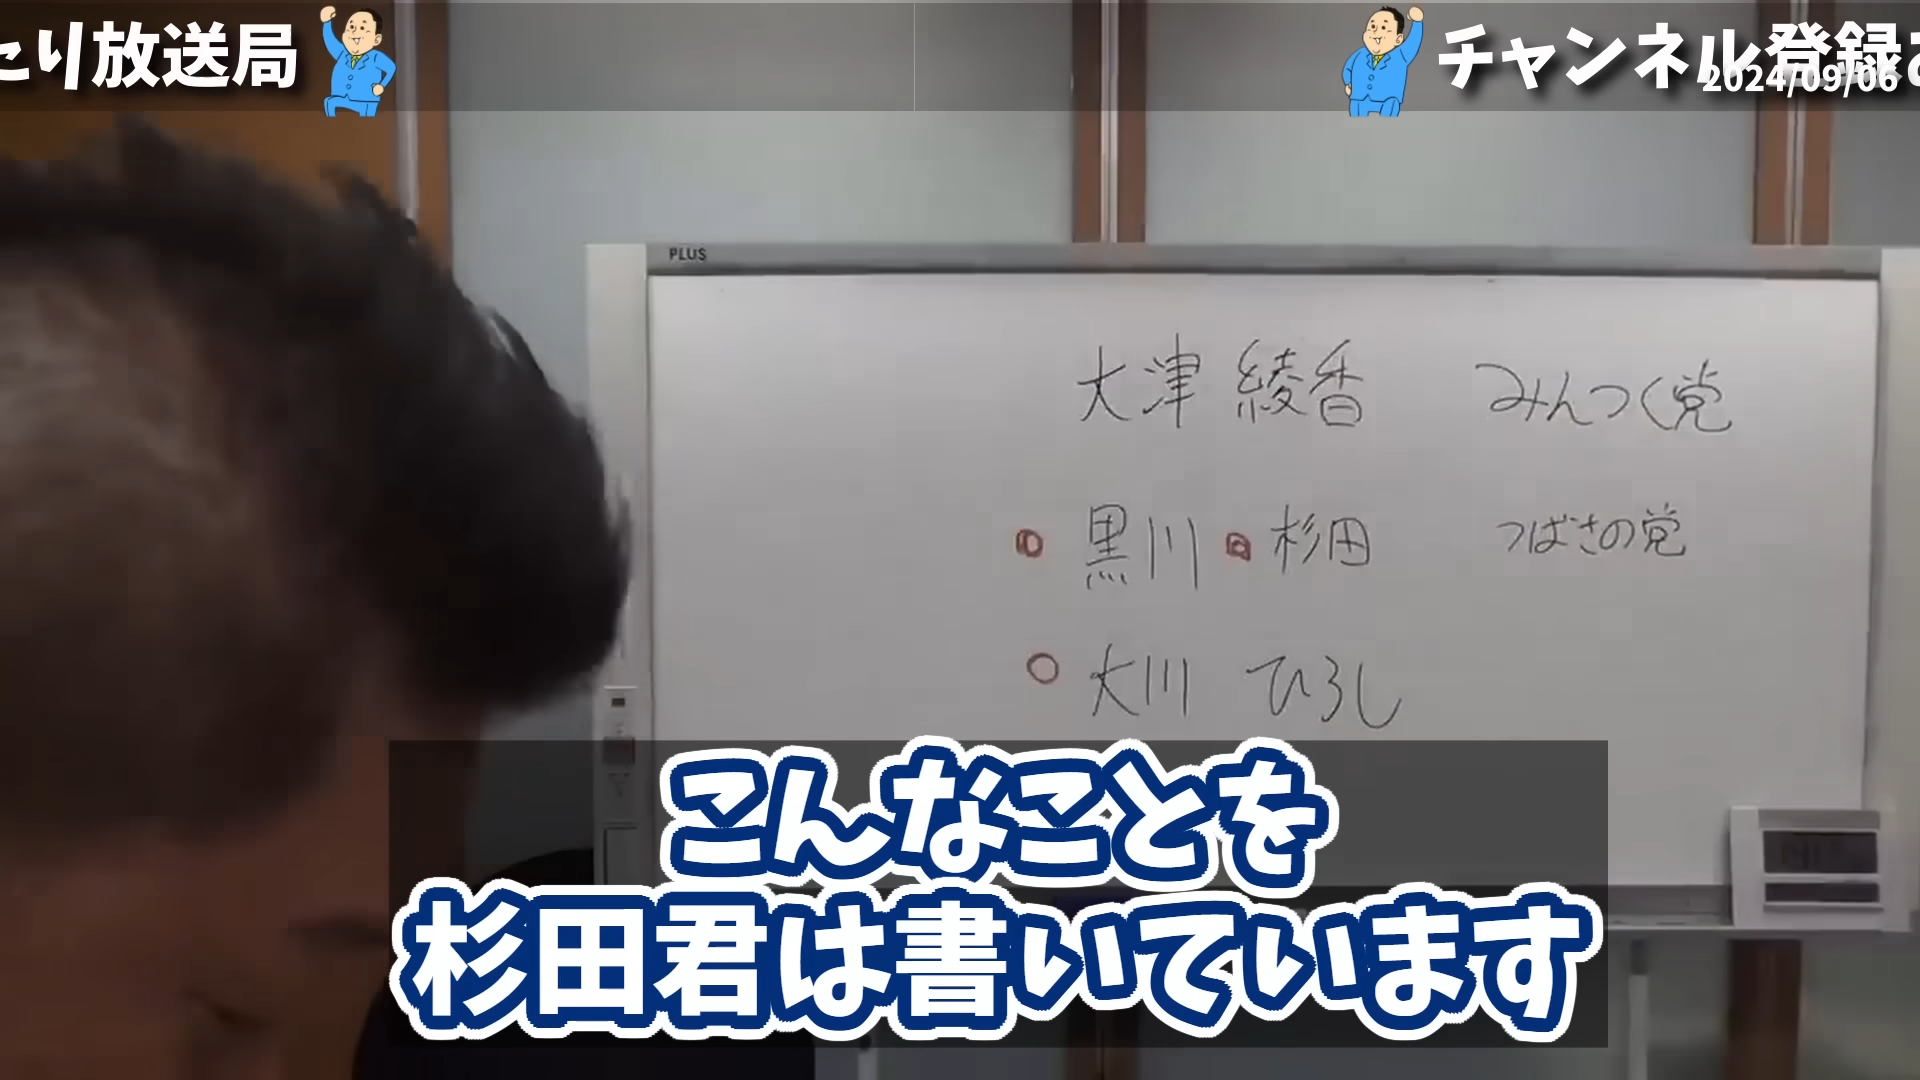 たり放送局
チャンネル登録お
2024/09/06
PLUS
大津 綾香 みんつく党
黒川 杉田 つばさの党
大川 ひろし
こんなことを
杉田君は書いています